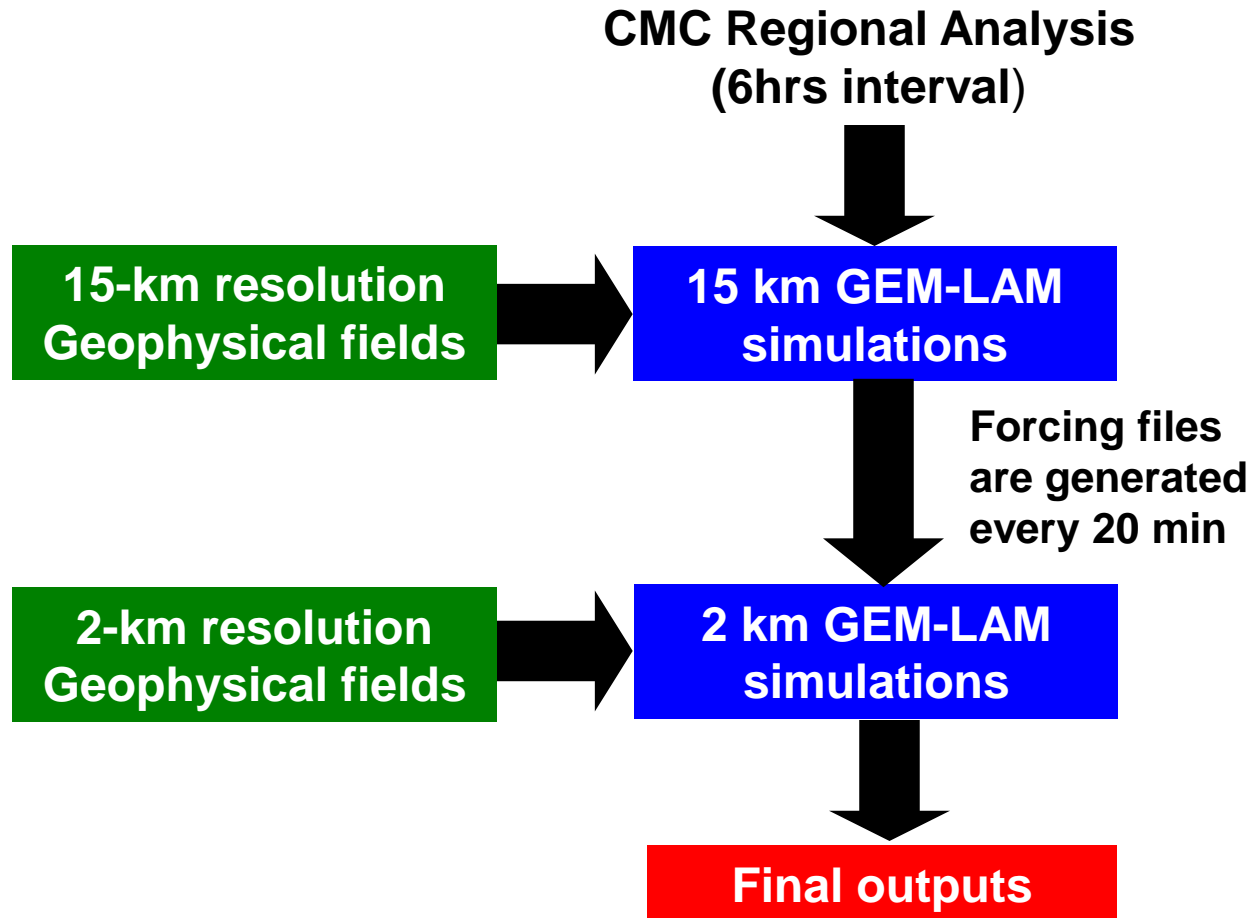 CMC Regional Analysis
(6hrs interval)
15-km resolution
Geophysical fields
15 km GEM-LAM
simulations
Forcing files
are generated
every 20 min
2-km resolution
Geophysical fields
2 km GEM-LAM
simulations
Final outputs